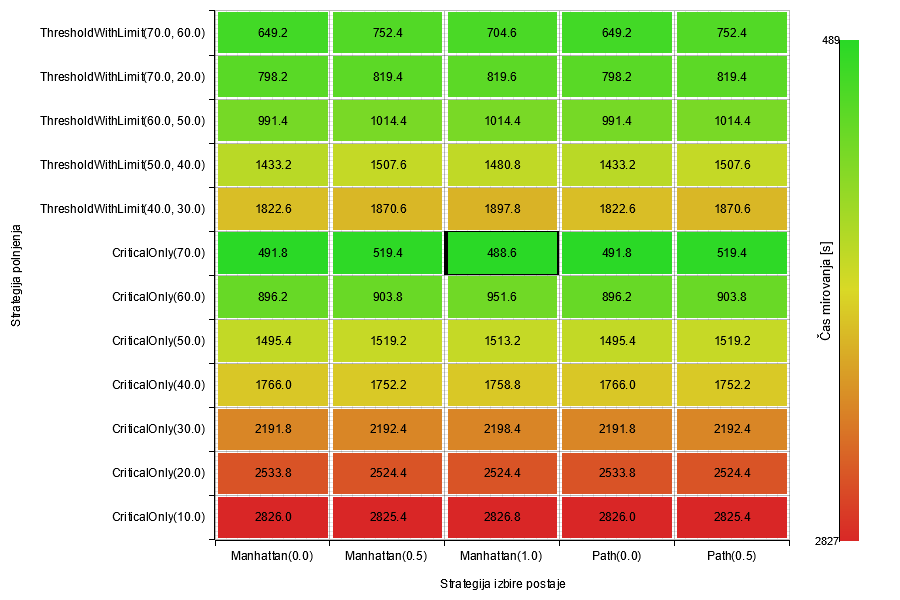 ThresholdWithLimit(70.0, 60.0) 649.2 752.4 704.6 649.2 752.4
ThresholdWithLimit(70.0, 20.0) 798.2 819.4 819.6 798.2 819.4
ThresholdWithLimit(60.0, 50.0) 991.4 1014.4 1014.4 991.4 1014.4
ThresholdWithLimit(50.0, 40.0) 1433.2 1507.6 1480.8 1433.2 1507.6
ThresholdWithLimit(40.0, 30.0) 1822.6 1870.6 1897.8 1822.6 1870.6
CriticalOnly(70.0) 491.8 519.4 488.6 491.8 519.4
CriticalOnly(60.0) 896.2 903.8 951.6 896.2 903.8
CriticalOnly(50.0) 1495.4 1519.2 1513.2 1495.4 1519.2
CriticalOnly(40.0) 1766.0 1752.2 1758.8 1766.0 1752.2
CriticalOnly(30.0) 2191.8 2192.4 2198.4 2191.8 2192.4
CriticalOnly(20.0) 2533.8 2524.4 2524.4 2533.8 2524.4
CriticalOnly(10.0) 2826.0 2825.4 2826.8 2826.0 2825.4
Manhattan(0.0) Manhattan(0.5) Manhattan(1.0) Path(0.0) Path(0.5)
Strategija izbire postaje
Strategija polnjenja
489
Čas mirovanja [s]
2827